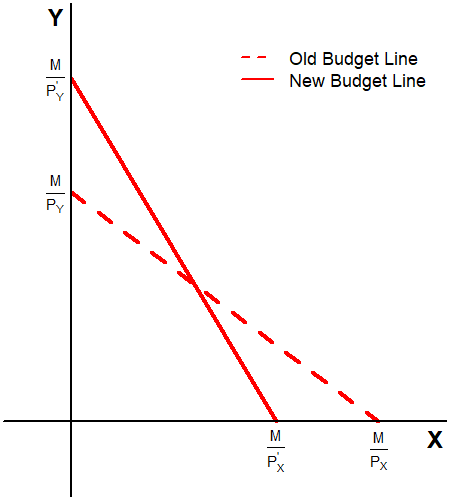 Y
Old Budget Line
New Budget Line
M
P'Y
M
PY
X
M
P'X
M
PX